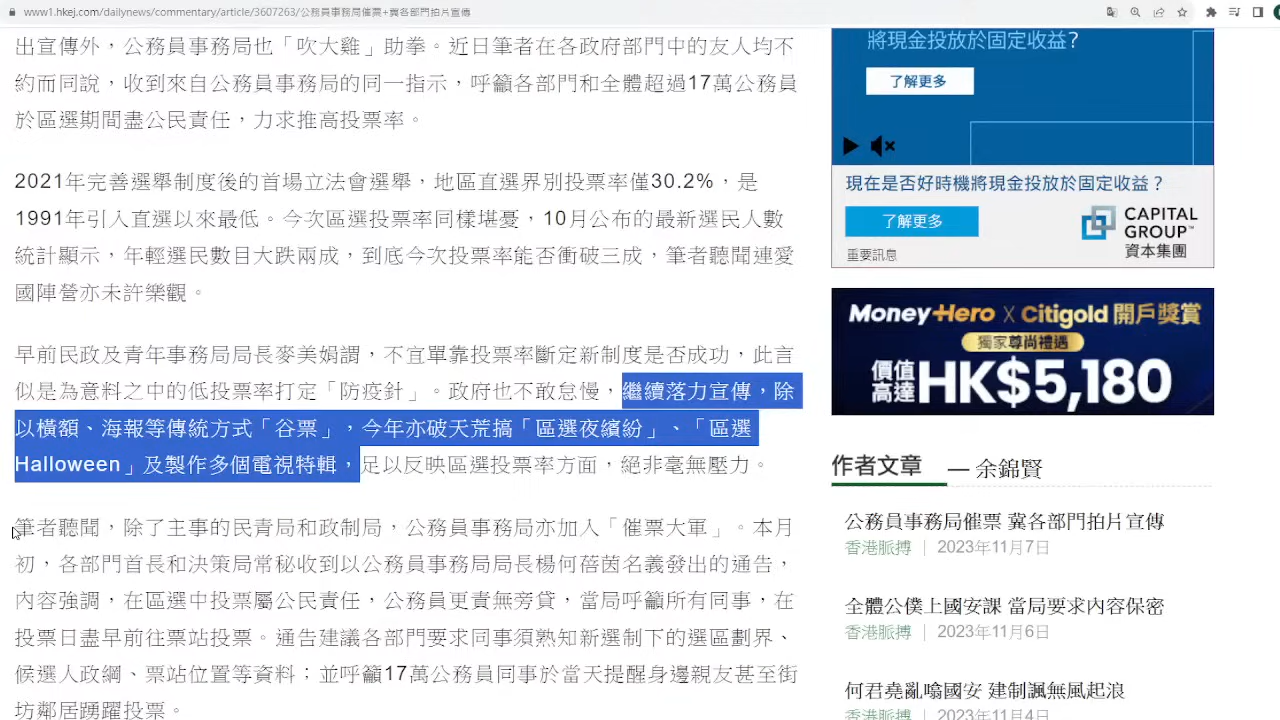 www1.hkej.com/dailynews/commentary/article/3607263/公務員事務局催票+冀各部門拍片宣傳
出宣傳外，公務員事務局也「吹大雞」助拳。近日筆者在各政府部門中的友人均不
約而同說，收到來自公務員事務局的同一指示，呼籲各部門和全體超過17萬公務員
於區選期間盡公民責任，力求推高投票率。
2021年完善選舉制度後的首場立法會選舉，地區直選界別投票率僅30.2%，是
1991年引入直選以來最低。今次區選投票率同樣堪憂，10月公布的最新選民人數
統計顯示，年輕選民數目大跌兩成，到底今次投票率能否衝破三成，筆者聽聞連愛
國陣營亦未許樂觀。
早前民政及青年事務局局長麥美娟謂，不宜單靠投票率斷定新制度是否成功，此言
似是為意料之中的低投票率打定「防疫針」。政府也不敢怠慢，繼續落力宣傳，除
以橫額、海報等傳統方式「谷票」，今年亦破天荒搞「區選夜繽紛」、「區選
Halloween」及製作多個電視特輯，足以反映區選投票率方面，絕非毫無壓力。
筆者聽聞，除了主事的民青局和政制局，公務員事務局亦加入「催票大軍」。本月
初，各部門首長和決策局常秘收到以公務員事務局局長楊何蓓茵名義發出的通告，
內容強調，在區選中投票屬公民責任，公務員更責無旁貸，當局呼籲所有同事，在
投票日盡早前往票站投票。通告建議各部門要求同事須熟知新選制下的選區劃界、
候選人政綱、票站位置等資料；並呼籲17萬公務員同事於當天提醒身邊親友甚至街
坊鄰居踴躍投票。
將現金投放於固定收益?
了解更多
現在是否好時機將現金投放於固定收益？
了解更多
CAPITAL
GROUP™
資本集團
重要訊息
MoneyHero X Citigold 開戶獎賞
獨家尊尚禮遇
價值
高達HK$5,180
作者文章 — 余錦賢
公務員事務局催票 冀各部門拍片宣傳
香港脈搏 | 2023年11月7日
全體公僕上國安課 當局要求內容保密
香港脈搏 | 2023年11月6日
何君堯亂噏國安 建制諷無風起浪
香港脈搏 | 2023年11月4日